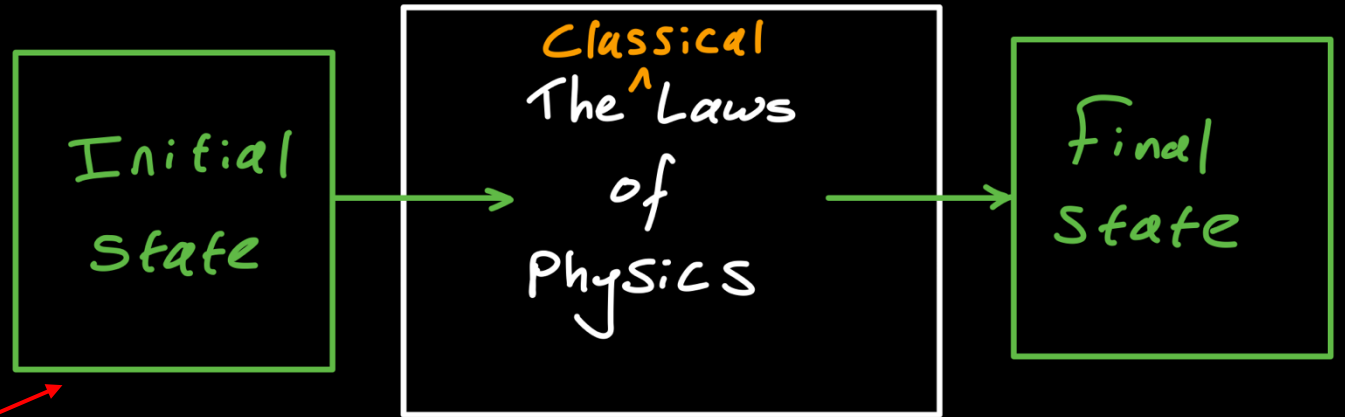 Initial
State
Classical
The ^ Laws
of
Physics
Final
State